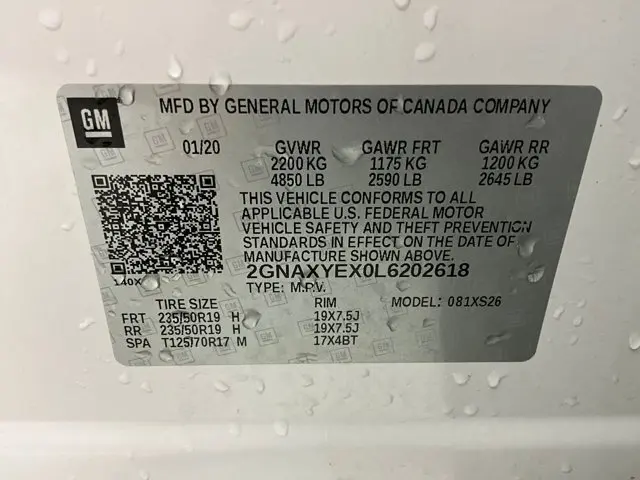 GM
MFD BY GENERAL MOTORS OF CANADA COMPANY
01/20 GVWR GAWR FRT GAWR RR
2200 KG 1175 KG 1200 KG
4850 LB 2590 LB 2645 LB
THIS VEHICLE CONFORMS TO ALL
APPLICABLE U.S. FEDERAL MOTOR
VEHICLE SAFETY AND THEFT PREVENTION
STANDARDS IN EFFECT ON THE DATE OF
MANUFACTURE SHOWN ABOVE.
140X
2GNAXYEX0L6202618
TYPE: M.P.V.
TIRE SIZE RIM MODEL: 081XS26
FRT 235/50R19 H 19X7.5J
RR 235/50R19 H 19X7.5J
SPA T125/70R17 M 17X4BT